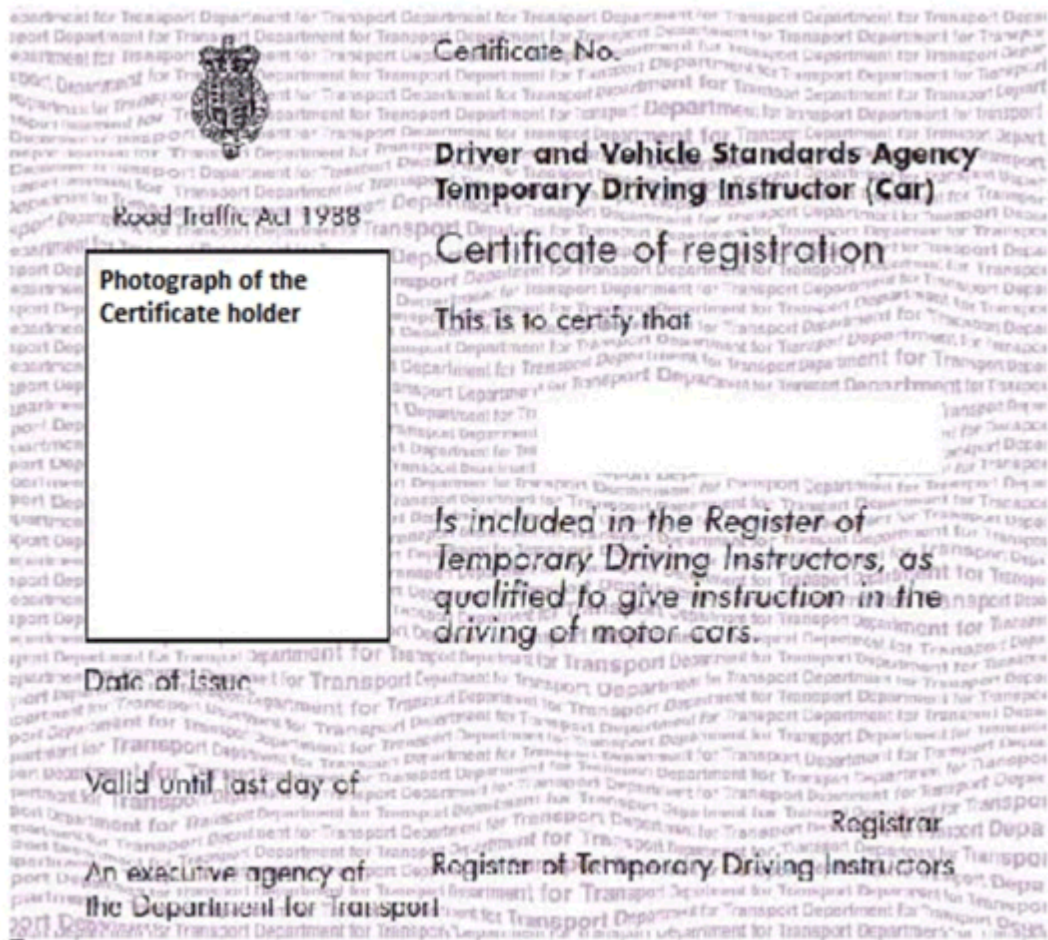 Certificate No.
Driver and Vehicle Standards Agency
Temporary Driving Instructor (Car)
Road Traffic Act 1988
Certificate of registration
Photograph of the
Certificate holder
This is to certify that
Is included in the Register of
Temporary Driving Instructors, as
qualified to give instruction in the
driving of motor cars.
Date of issue
Valid until last day of
Registrar
Register of Temporary Driving Instructors
An executive agency of
the Department for Transport